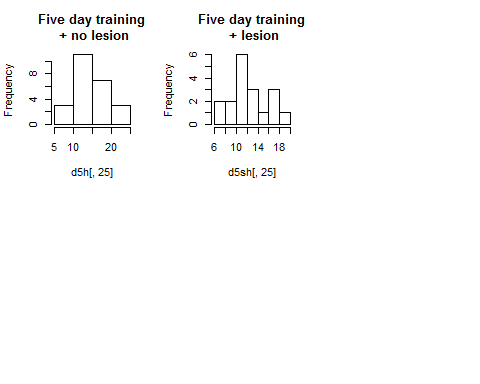 Five day training
+ no lesion
Frequency
0
4
8
5
10
20
d5h[, 25]
Five day training
+ lesion
Frequency
0
2
4
6
6
10
14
18
d5sh[, 25]